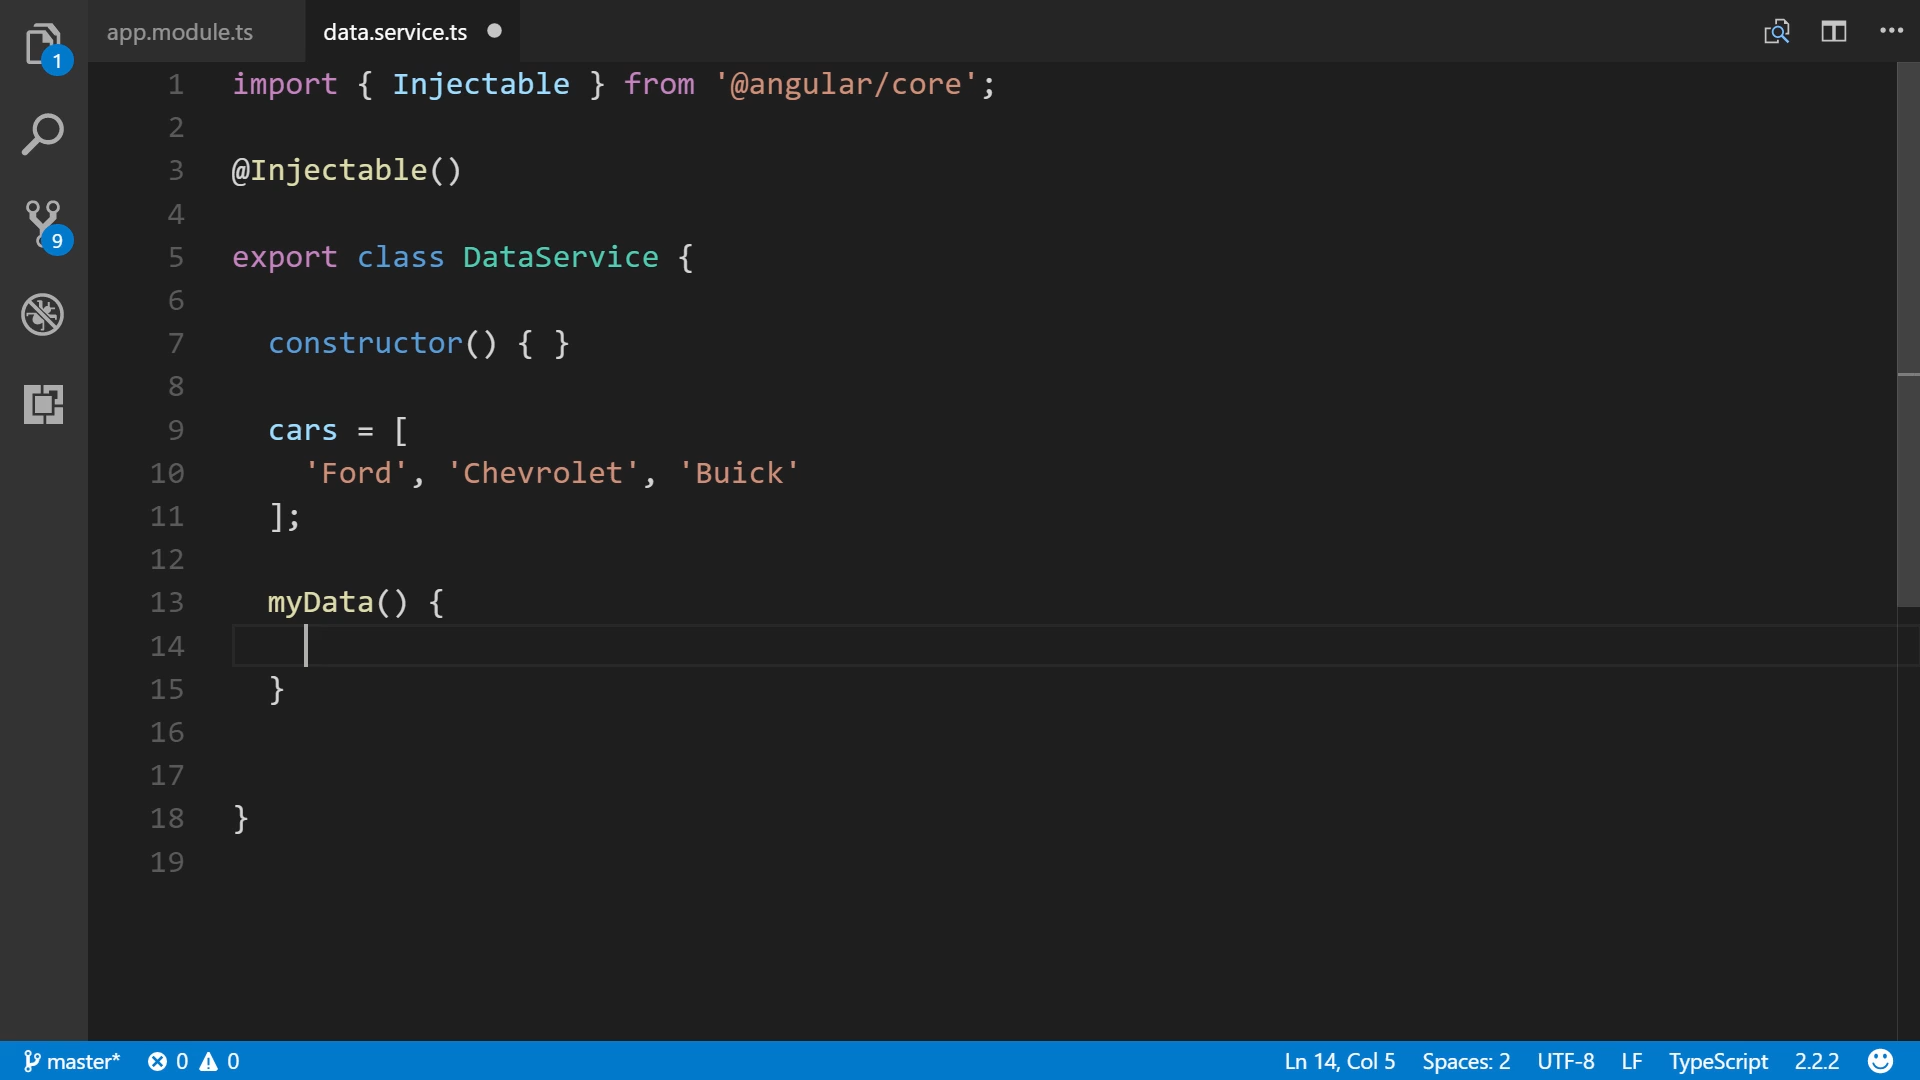 app.module.ts data.service.ts
1
9
1 import { Injectable } from '@angular/core';
2
3 @Injectable()
4
5 export class DataService {
6
7   constructor() { }
8
9   cars = [
10     'Ford', 'Chevrolet', 'Buick'
11   ];
12
13   myData() {
14
15   }
16
17
18 }
19
master* 0 0 Ln 14, Col 5 Spaces: 2 UTF-8 LF TypeScript 2.2.2